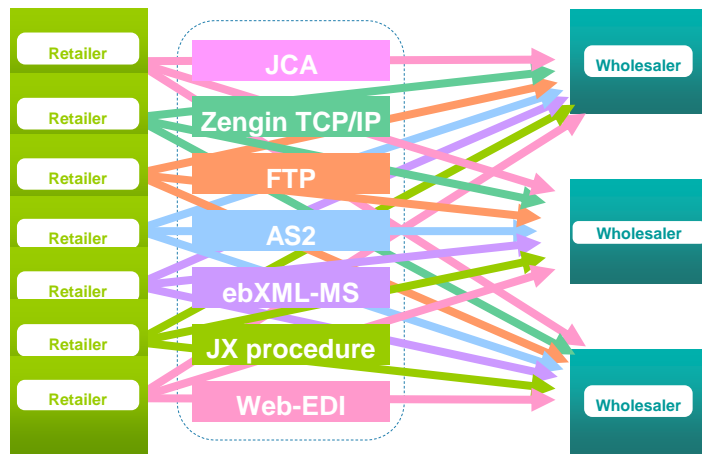 Retailer
Retailer
Retailer
Retailer
Retailer
Retailer
Retailer
JCA
Zengin TCP/IP
FTP
AS2
ebXML-MS
JX procedure
Web-EDI
Wholesaler
Wholesaler
Wholesaler